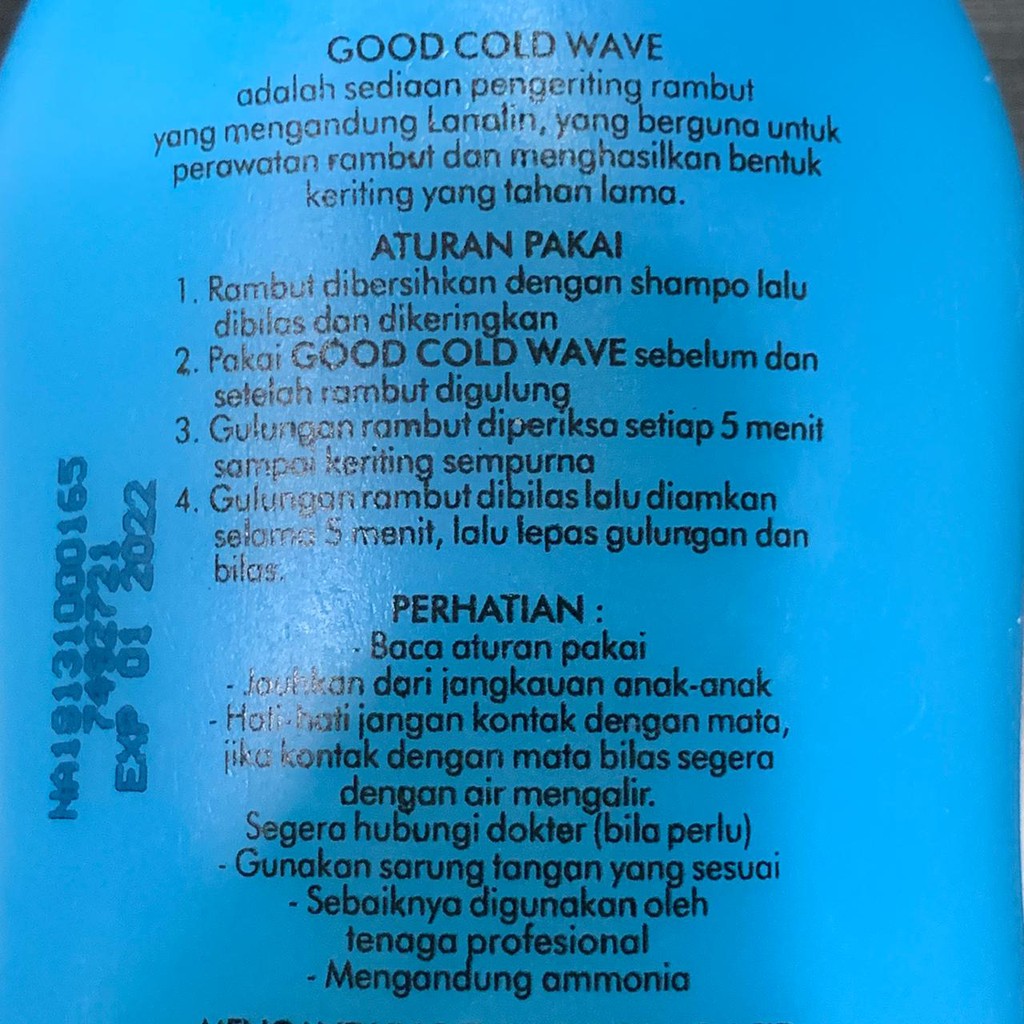 GOOD COLD WAVE
adalah sediaan pengeriting rambut
yang mengandung Lanolin, yang berguna untuk
perawatan rambut dan menghasilkan bentuk
keriting yang tahan lama.
ATURAN PAKAI
1. Rambut dibersihkan dengan shampo lalu
dibilas dan dikeringkan
2. Pakai GOOD COLD WAVE sebelum dan
setelah rambut digulung
3. Gulungan rambut diperiksa setiap 5 menit
sampai keriting sempurna
4. Gulungan rambut dibilas lalu diamkan
selama 5 menit, lalu lepas gulungan dan
bilas.
PERHATIAN :
- Baca aturan pakai
- Jauhkan dari jangkauan anak-anak
- Hati-hati jangan kontak dengan mata,
jika kontak dengan mata bilas segera
dengan air mengalir.
Segera hubungi dokter (bila perlu)
- Gunakan sarung tangan yang sesuai
- Sebaiknya digunakan oleh
tenaga profesional
- Mengandung ammonia
NA18131000165
7492721
EXP 01 2022